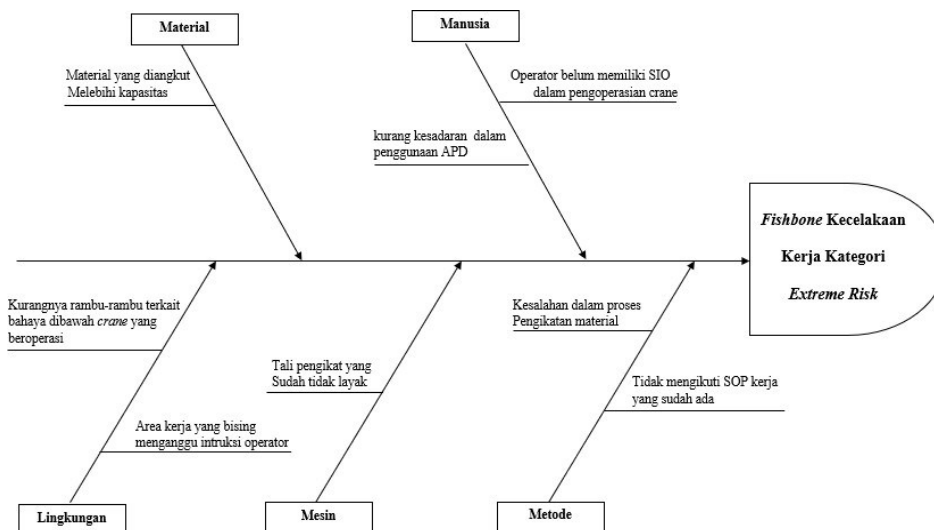 Material
Manusia
Material yang diangkut
Melebihi kapasitas
Operator belum memiliki SIO
dalam pengoperasian crane
kurang kesadaran dalam
penggunaan APD
Fishbone Kecelakaan
Kerja Kategori
Extreme Risk
Kurangnya rambu-rambu terkait
bahaya dibawah crane yang
beroperasi
Kesalahan dalam proses
Pengikatan material
Tali pengikat yang
Sudah tidak layak
Tidak mengikuti SOP kerja
yang sudah ada
Area kerja yang bising
menganggu intruksi operator
Lingkungan
Mesin
Metode